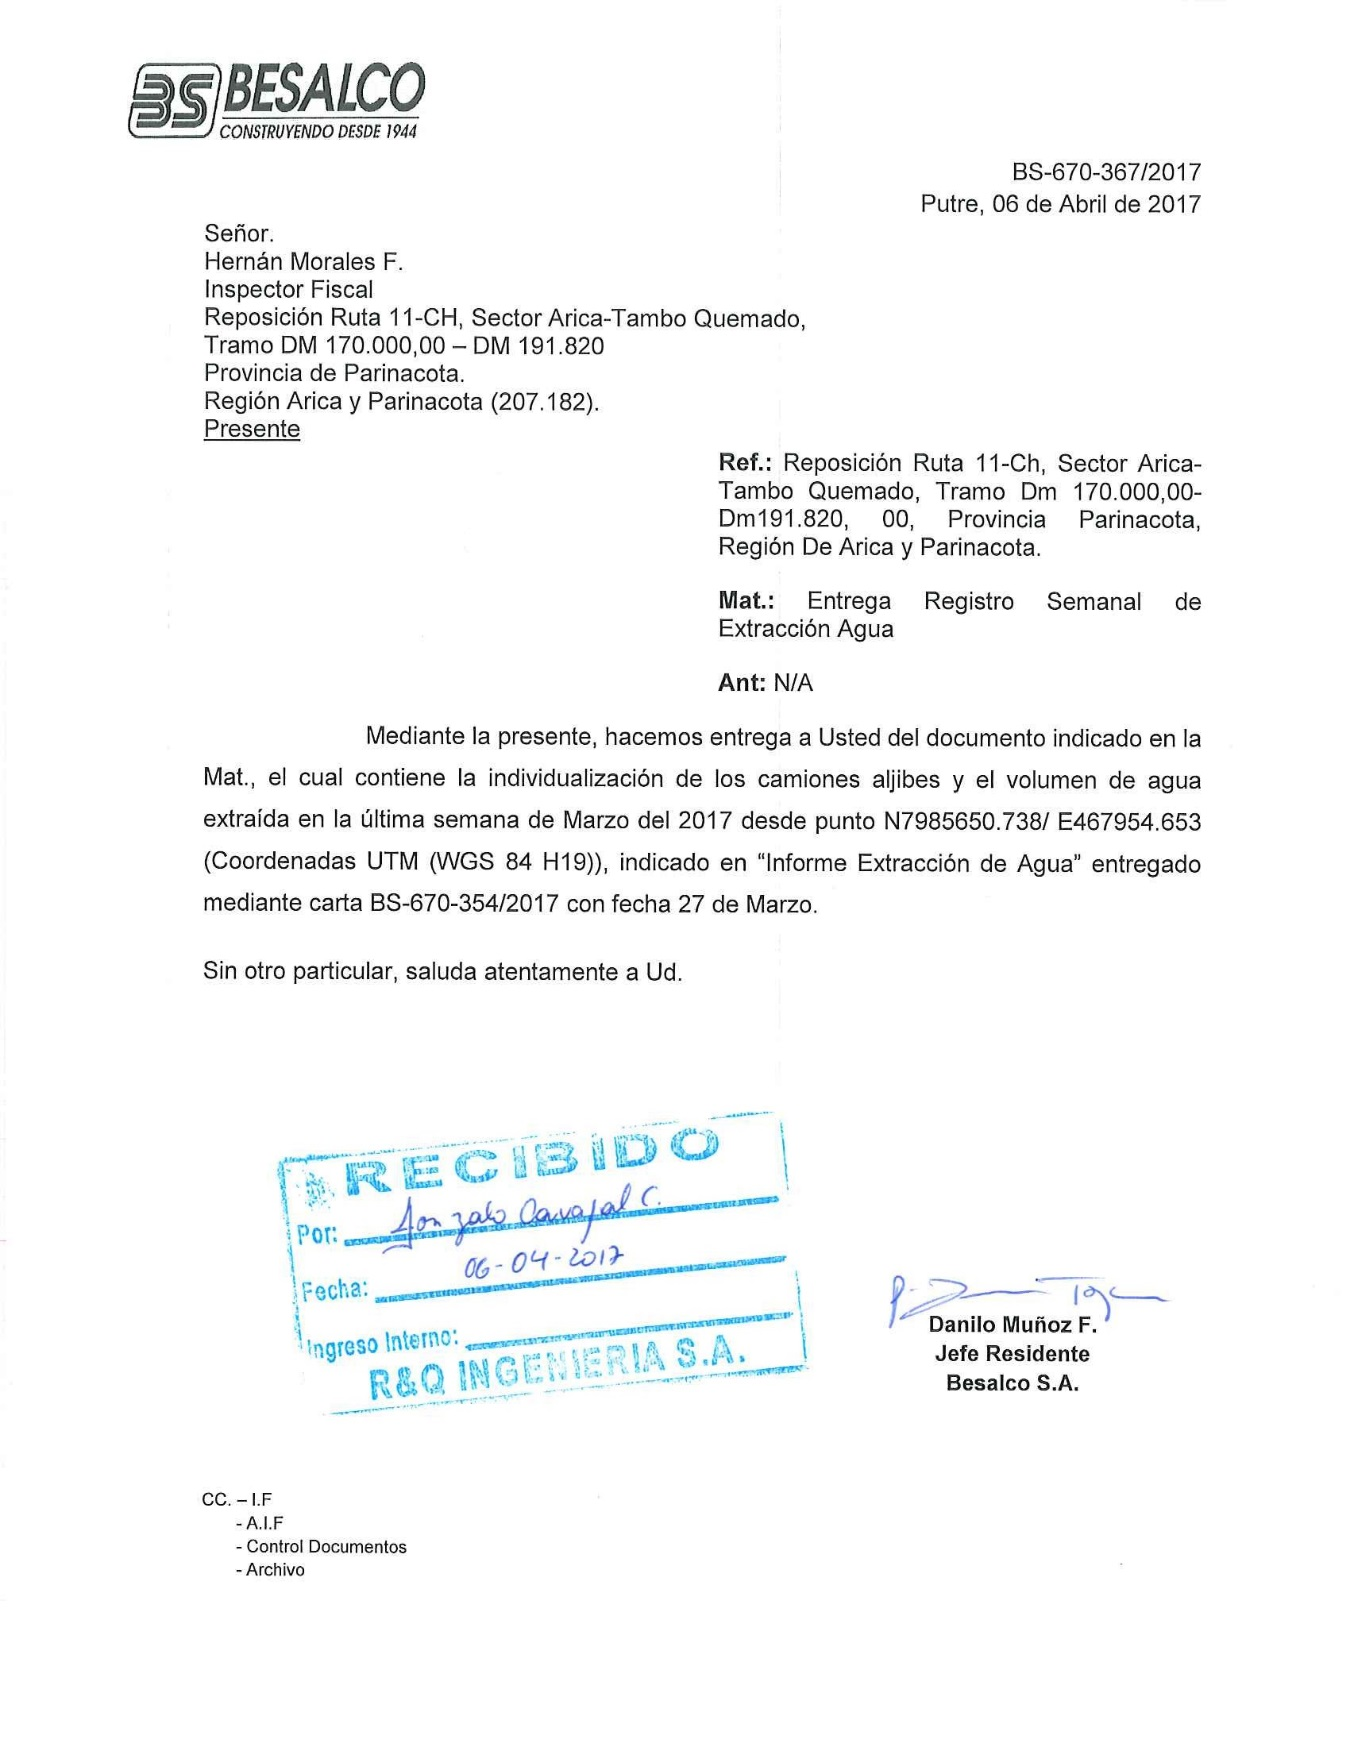 BS BESALCO
CONSTRUYENDO DESDE 1944
BS-670-367/2017
Putre, 06 de Abril de 2017
Señor.
Hernán Morales F.
Inspector Fiscal
Reposición Ruta 11-CH, Sector Arica-Tambo Quemado,
Tramo DM 170.000,00 – DM 191.820
Provincia de Parinacota.
Región Arica y Parinacota (207.182).
Presente
Ref.: Reposición Ruta 11-Ch, Sector Arica-
Tambo Quemado, Tramo Dm 170.000,00-
Dm191.820, 00, Provincia Parinacota,
Región De Arica y Parinacota.
Mat.: Entrega Registro Semanal de
Extracción Agua
Ant: N/A
Mediante la presente, hacemos entrega a Usted del documento indicado en la
Mat., el cual contiene la individualización de los camiones aljibes y el volumen de agua
extraída en la última semana de Marzo del 2017 desde punto N7985650.738/ E467954.653
(Coordenadas UTM (WGS 84 H19)), indicado en “Informe Extracción de Agua” entregado
mediante carta BS-670-354/2017 con fecha 27 de Marzo.
Sin otro particular, saluda atentamente a Ud.
RECIBIDO
Por: Gonzalo Carvajal C.
Fecha: 06-04-2017
Ingreso Interno:
R&Q INGENIERIA S.A.
Danilo Muñoz F.
Jefe Residente
Besalco S.A.
CC. – I.F
- A.I.F
- Control Documentos
- Archivo